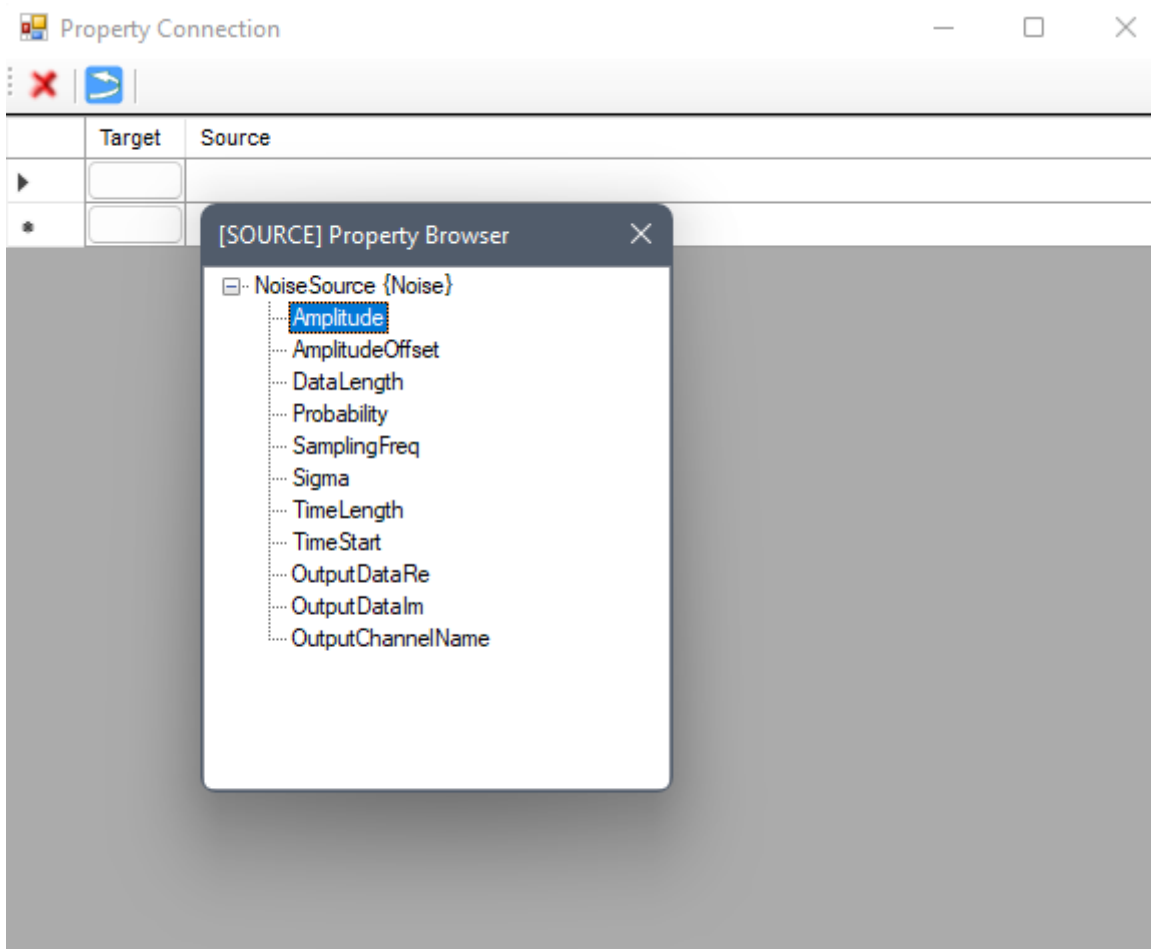 Property Connection
Target Source
[SOURCE] Property Browser
NoiseSource {Noise}
Amplitude
AmplitudeOffset
DataLength
Probability
SamplingFreq
Sigma
TimeLength
TimeStart
OutputDataRe
OutputDataIm
OutputChannelName